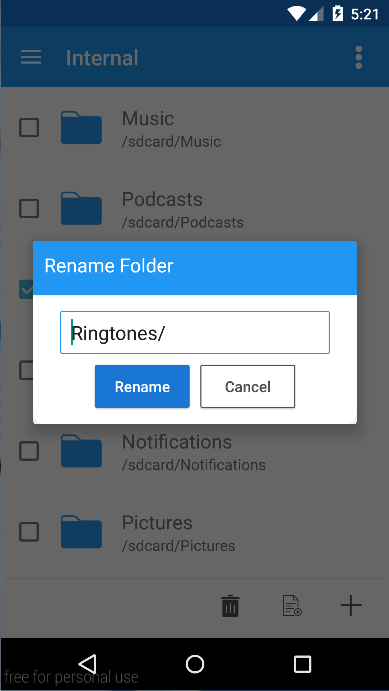 5:21
Internal
Music
/sdcard/Music
Podcasts
/sdcard/Podcasts
Rename Folder
Ringtones/
Rename
Cancel
Notifications
/sdcard/Notifications
Pictures
/sdcard/Pictures
free for personal use